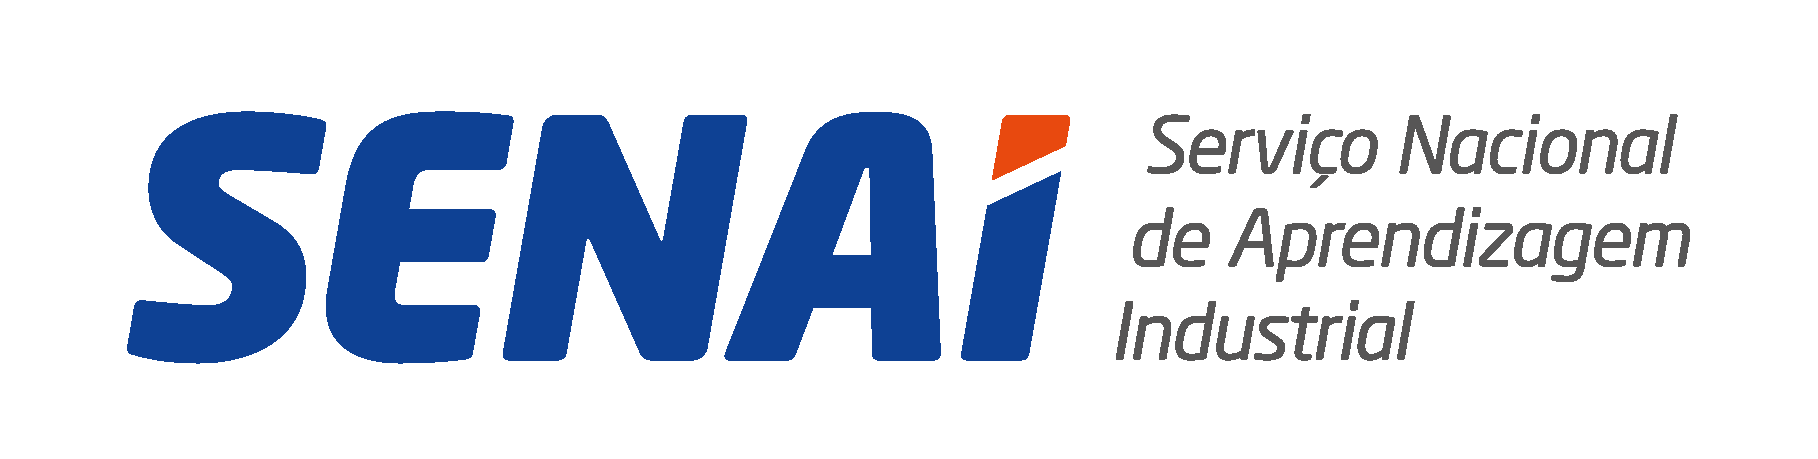 SENAI
Serviço Nacional
de Aprendizagem
Industrial